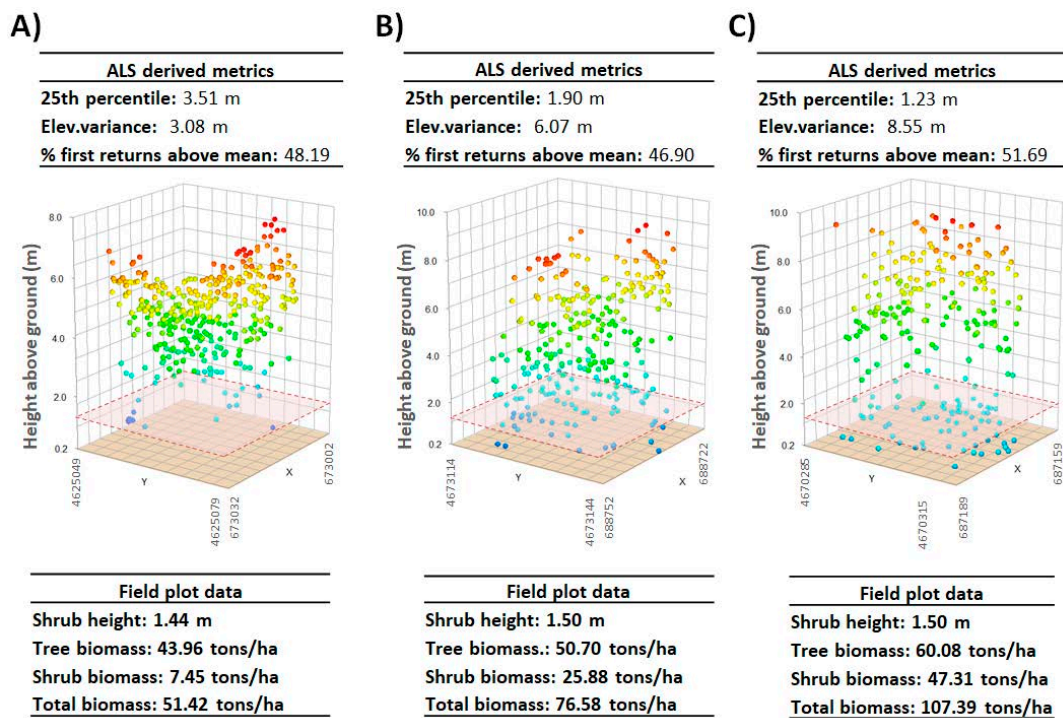 A)
ALS derived metrics
25th percentile: 3.51 m
Elev.variance: 3.08 m
% first returns above mean: 48.19
Height above ground (m)
8.0
6.0
4.0
2.0
0.2
4625049
Y
4625079
673032
X
673002
Field plot data
Shrub height: 1.44 m
Tree biomass: 43.96 tons/ha
Shrub biomass: 7.45 tons/ha
Total biomass: 51.42 tons/ha
B)
ALS derived metrics
25th percentile: 1.90 m
Elev.variance: 6.07 m
% first returns above mean: 46.90
Height above ground (m)
10.0
8.0
6.0
4.0
2.0
0.2
4673114
Y
4673144
688752
X
688722
Field plot data
Shrub height: 1.50 m
Tree biomass.: 50.70 tons/ha
Shrub biomass: 25.88 tons/ha
Total biomass: 76.58 tons/ha
C)
ALS derived metrics
25th percentile: 1.23 m
Elev.variance: 8.55 m
% first returns above mean: 51.69
Height above ground (m)
10.0
8.0
6.0
4.0
2.0
0.2
4670285
Y
4670315
687189
X
687159
Field plot data
Shrub height: 1.50 m
Tree biomass: 60.08 tons/ha
Shrub biomass: 47.31 tons/ha
Total biomass: 107.39 tons/ha